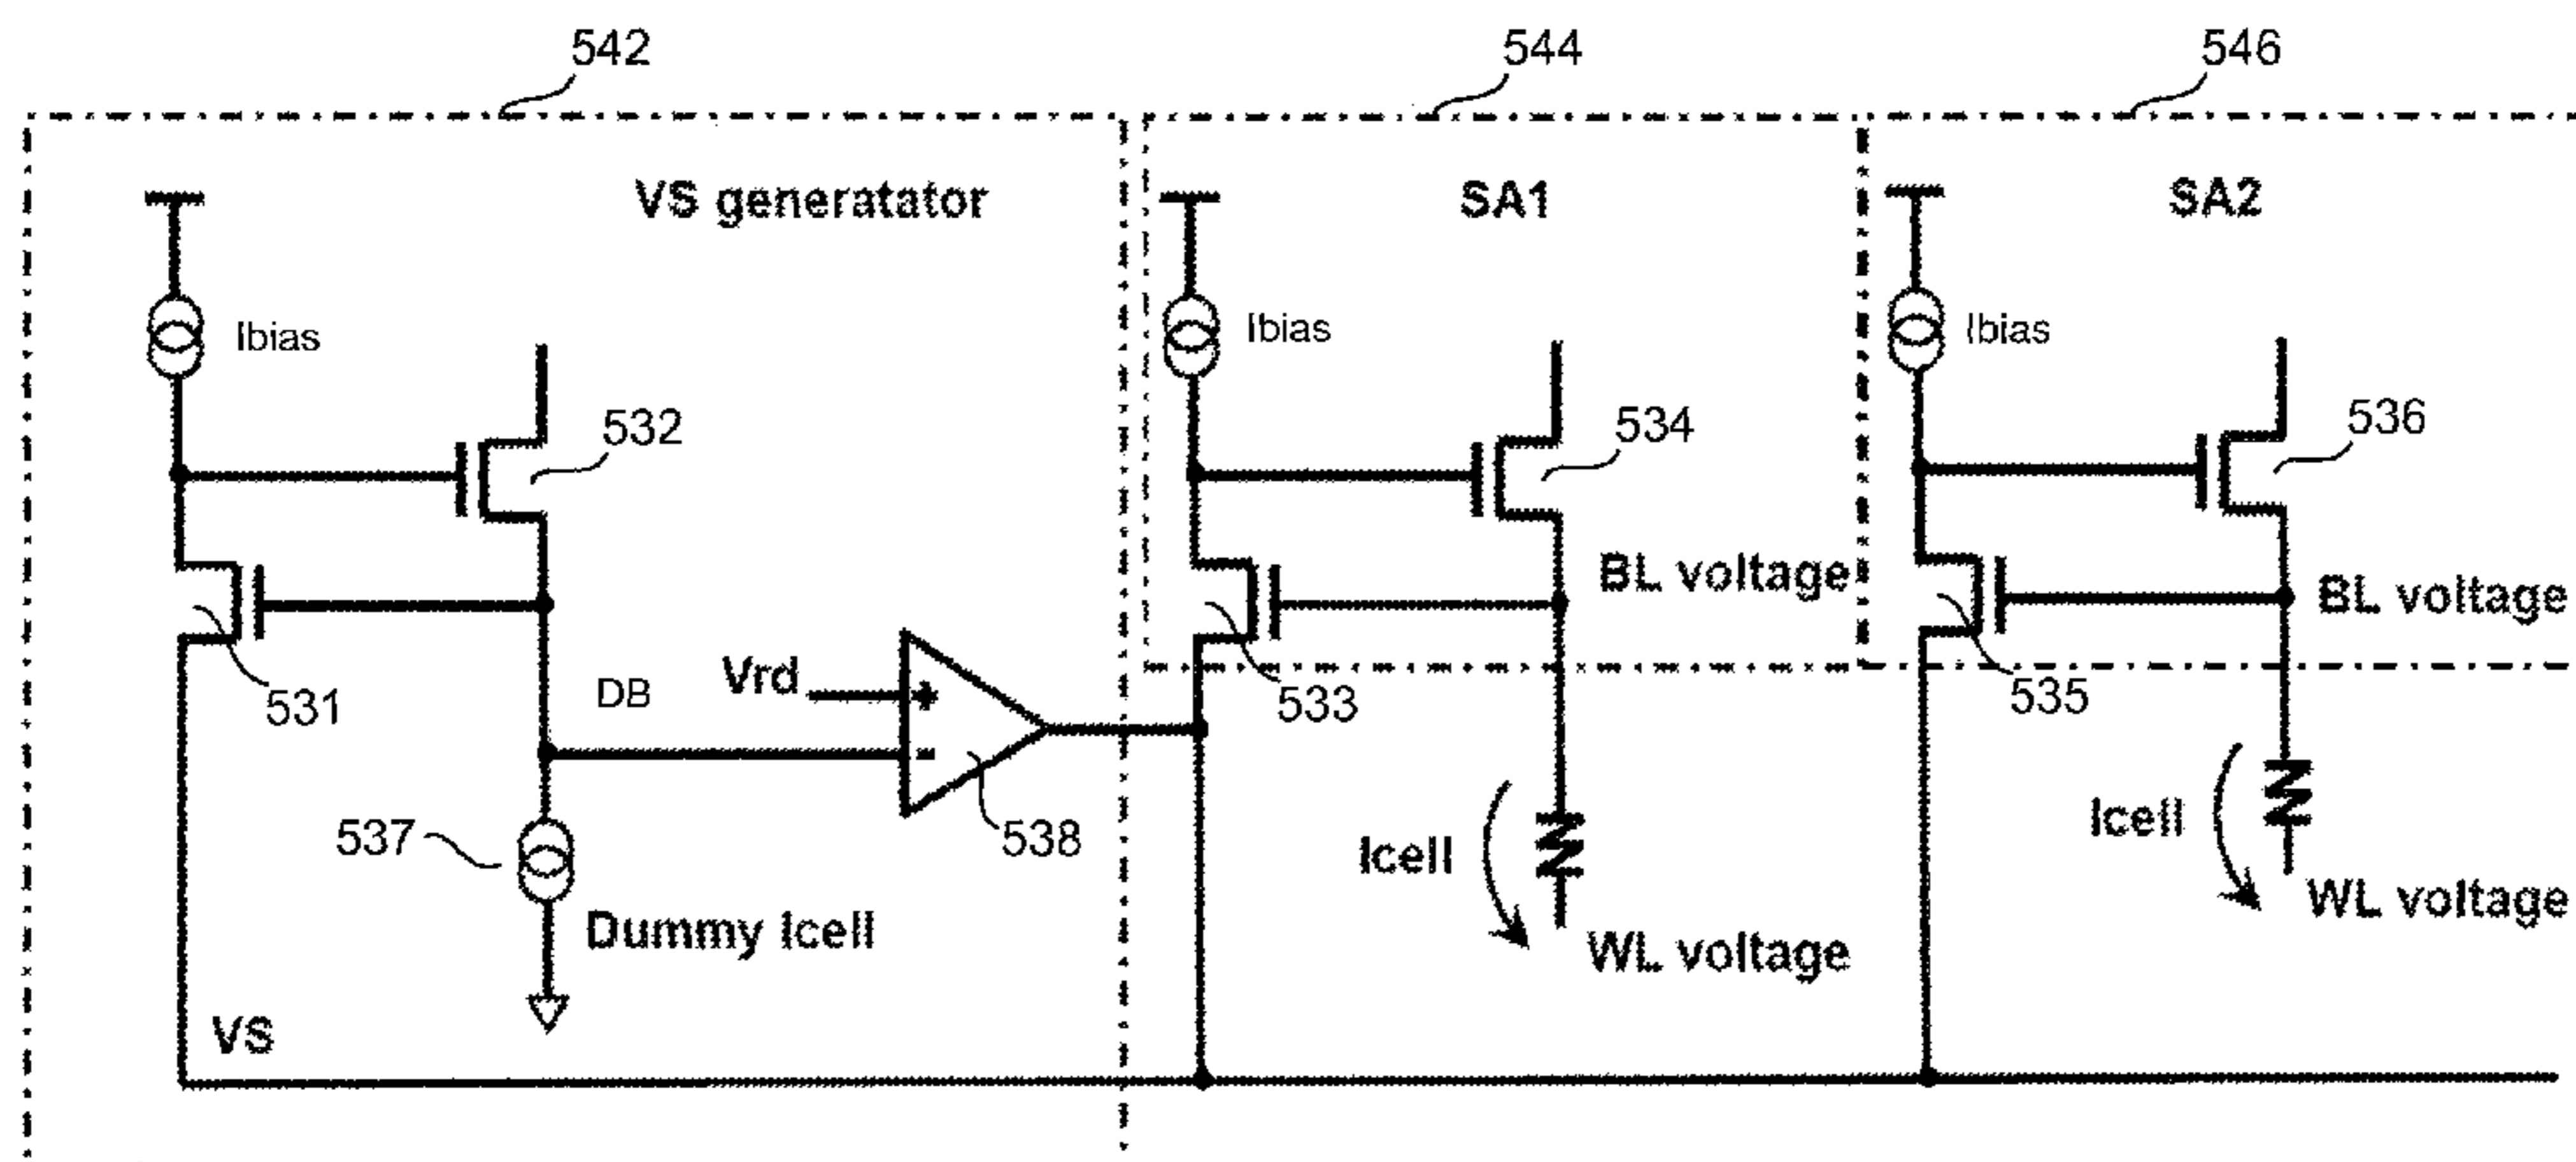 542
544
546
VS generatator
SA1
SA2
Ibias
Ibias
Ibias
532
534
536
BL voltage
BL voltage
531
DB
Vrd
+
-
533
535
537
538
Icell
Icell
Dummy Icell
WL voltage
WL voltage
VS